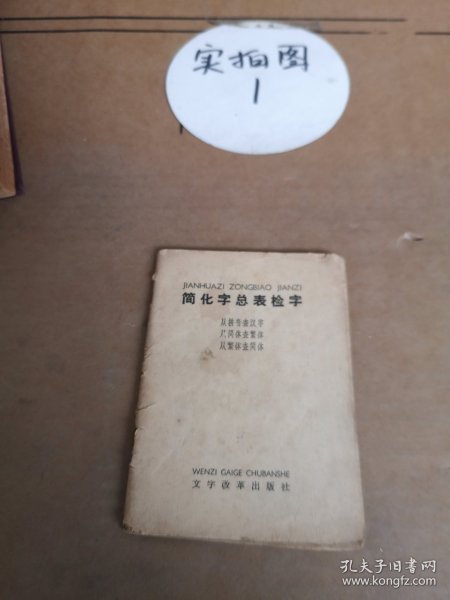 实拍图
1
JIANHUAZI ZONGBIAO JIANZI
简化字总表检字
从拼音查汉字
从简体查繁体
从繁体查简体
WENZI GAIGE CHUBANSHE
文字改革出版社
孔夫子旧书网
www.kongfz.com